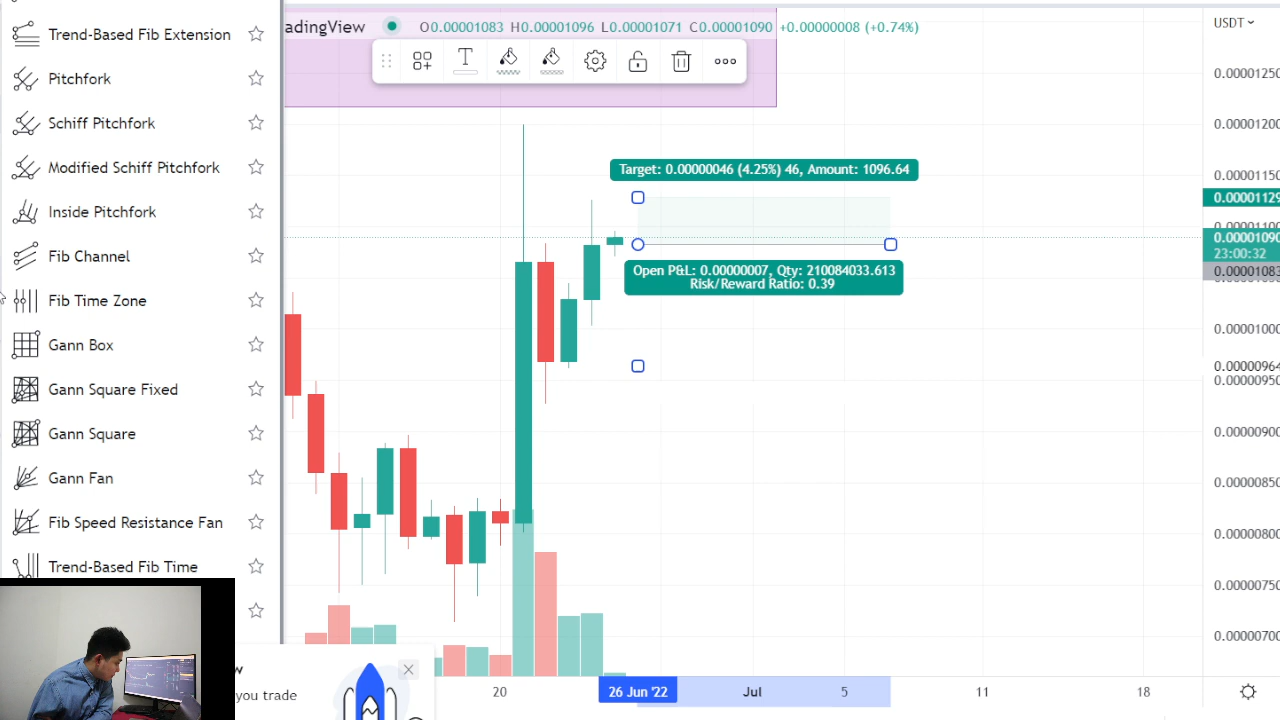 Trend-Based Fib Extension
Pitchfork
Schiff Pitchfork
Modified Schiff Pitchfork
Inside Pitchfork
Fib Channel
Fib Time Zone
Gann Box
Gann Square Fixed
Gann Square
Gann Fan
Fib Speed Resistance Fan
Trend-Based Fib Time
adingView O0.00001083 H0.00001096 L0.00001071 C0.00001090 +0.00000008 (+0.74%)
T
USDT
0.00001250
0.00001200
0.00001150
0.00001129
0.00001100
0.00001090
23:00:32
0.00001083
0.00001000
0.00000964
0.00000950
0.00000900
0.00000850
0.00000800
0.00000750
0.00000700
Target: 0.00000046 (4.25%) 46, Amount: 1096.64
Open P&L: 0.00000007, Qty: 210084033.613
Risk/Reward Ratio: 0.39
w
you trade
20 26 Jun '22 Jul 5 11 18